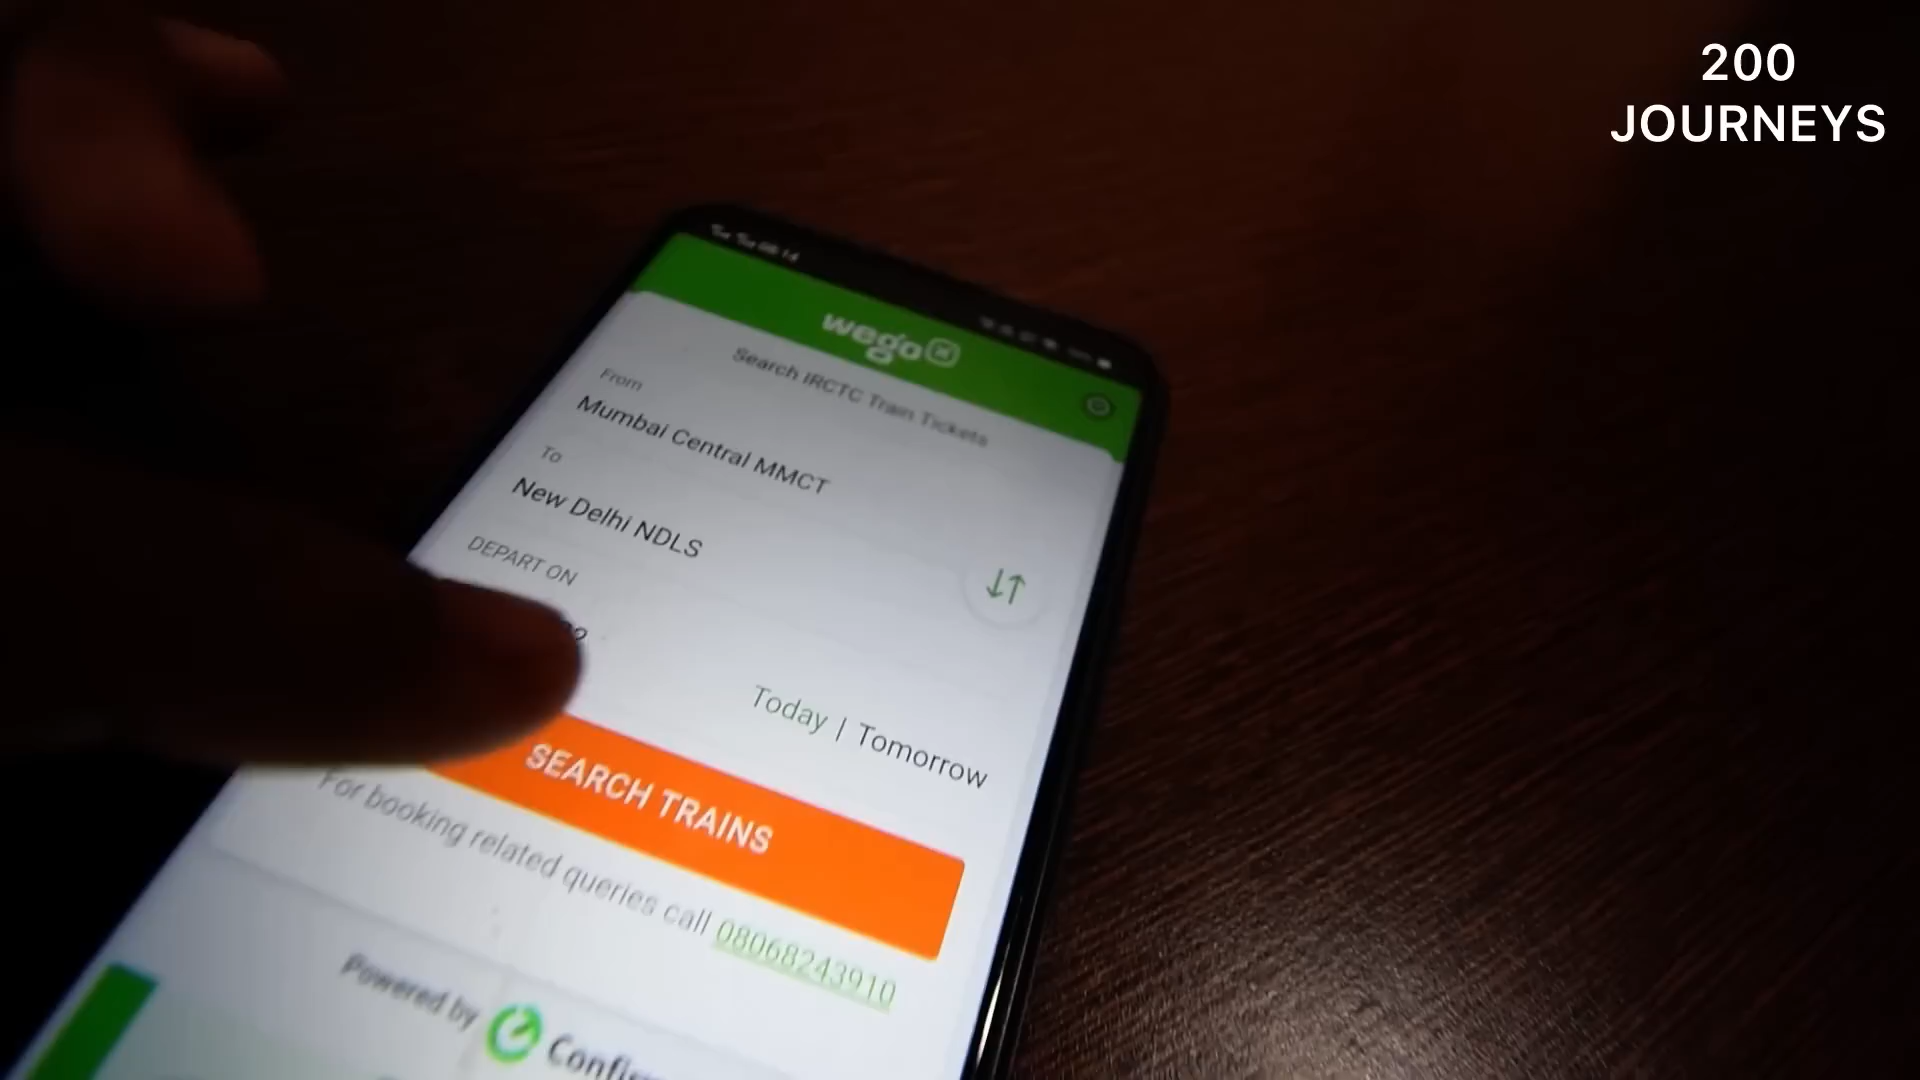 200
JOURNEYS
wego
Search IRCTC Train Tickets
From
Mumbai Central MMCT
To
New Delhi NDLS
DEPART ON
Today | Tomorrow
SEARCH TRAINS
For booking related queries call 08068243910
Powered by